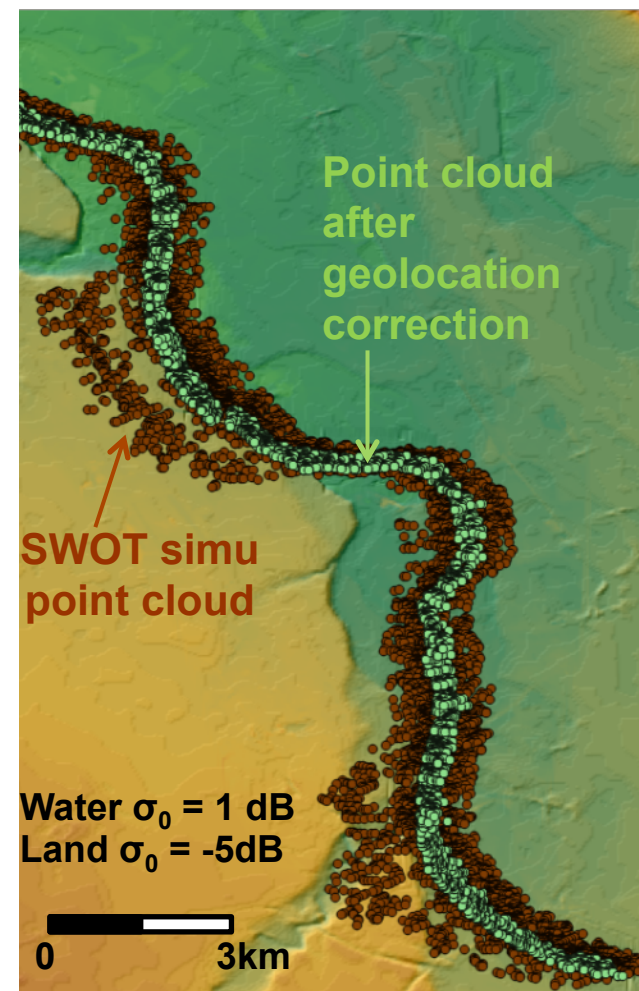 Point cloud
after
geolocation
correction
SWOT simu
point cloud
Water σ₀ = 1 dB
Land σ₀ = -5dB
0 3km